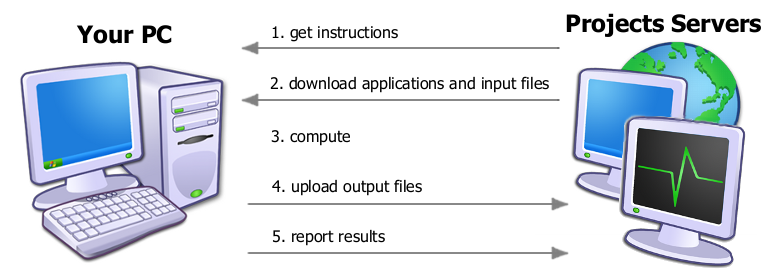 Your PC
Projects Servers
1. get instructions
2. download applications and input files
3. compute
4. upload output files
5. report results